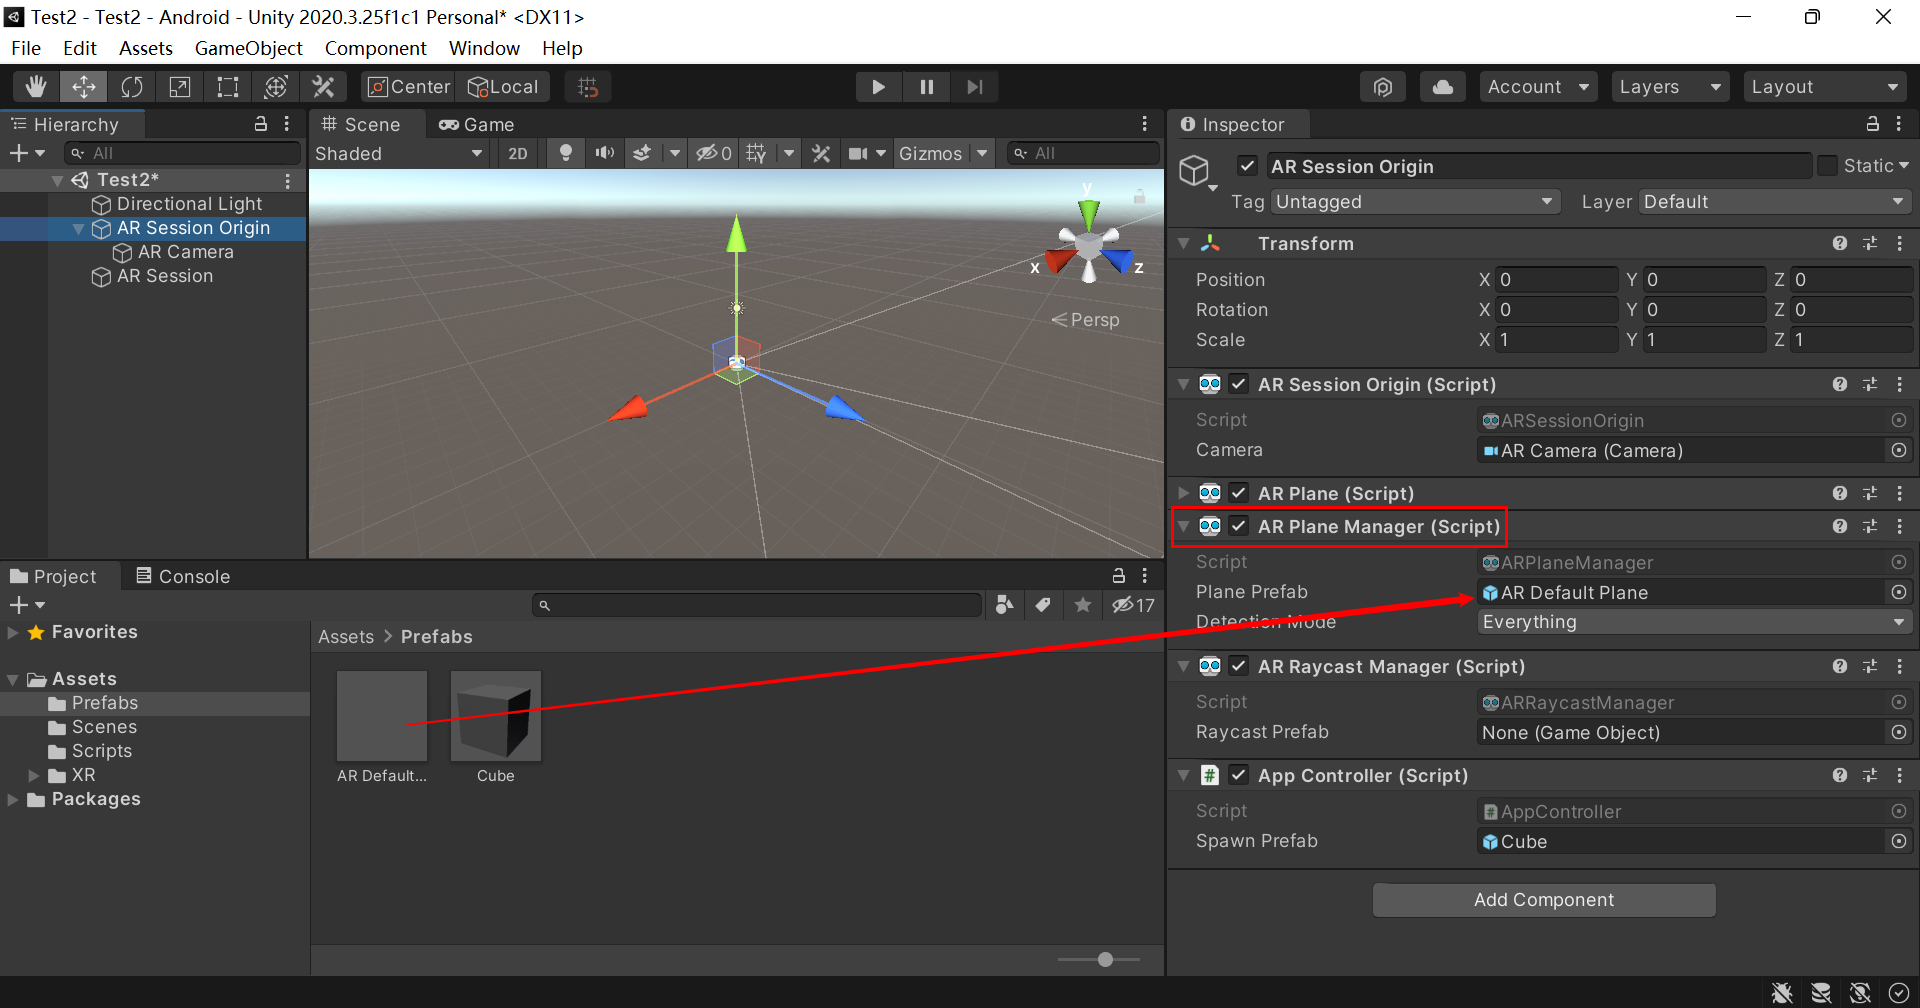 Test2 - Test2 - Android - Unity 2020.3.25f1c1 Personal* <DX11>
File Edit Assets GameObject Component Window Help
Center Local Account Layers Layout
Hierarchy
All
Test2*
Directional Light
AR Session Origin
AR Camera
AR Session
Scene Game
Shaded 2D 0 Gizmos All
y
x z
Persp
Project Console
17
Favorites
Assets
Prefabs
Scenes
Scripts
XR
Packages
Assets > Prefabs
AR Default... Cube
Inspector
AR Session Origin Static
Tag Untagged Layer Default
Transform
Position X 0 Y 0 Z 0
Rotation X 0 Y 0 Z 0
Scale X 1 Y 1 Z 1
AR Session Origin (Script)
Script ARSessionOrigin
Camera AR Camera (Camera)
AR Plane (Script)
AR Plane Manager (Script)
Script ARPlaneManager
Plane Prefab AR Default Plane
Detection Mode Everything
AR Raycast Manager (Script)
Script ARRaycastManager
Raycast Prefab None (Game Object)
App Controller (Script)
Script # AppController
Spawn Prefab Cube
Add Component